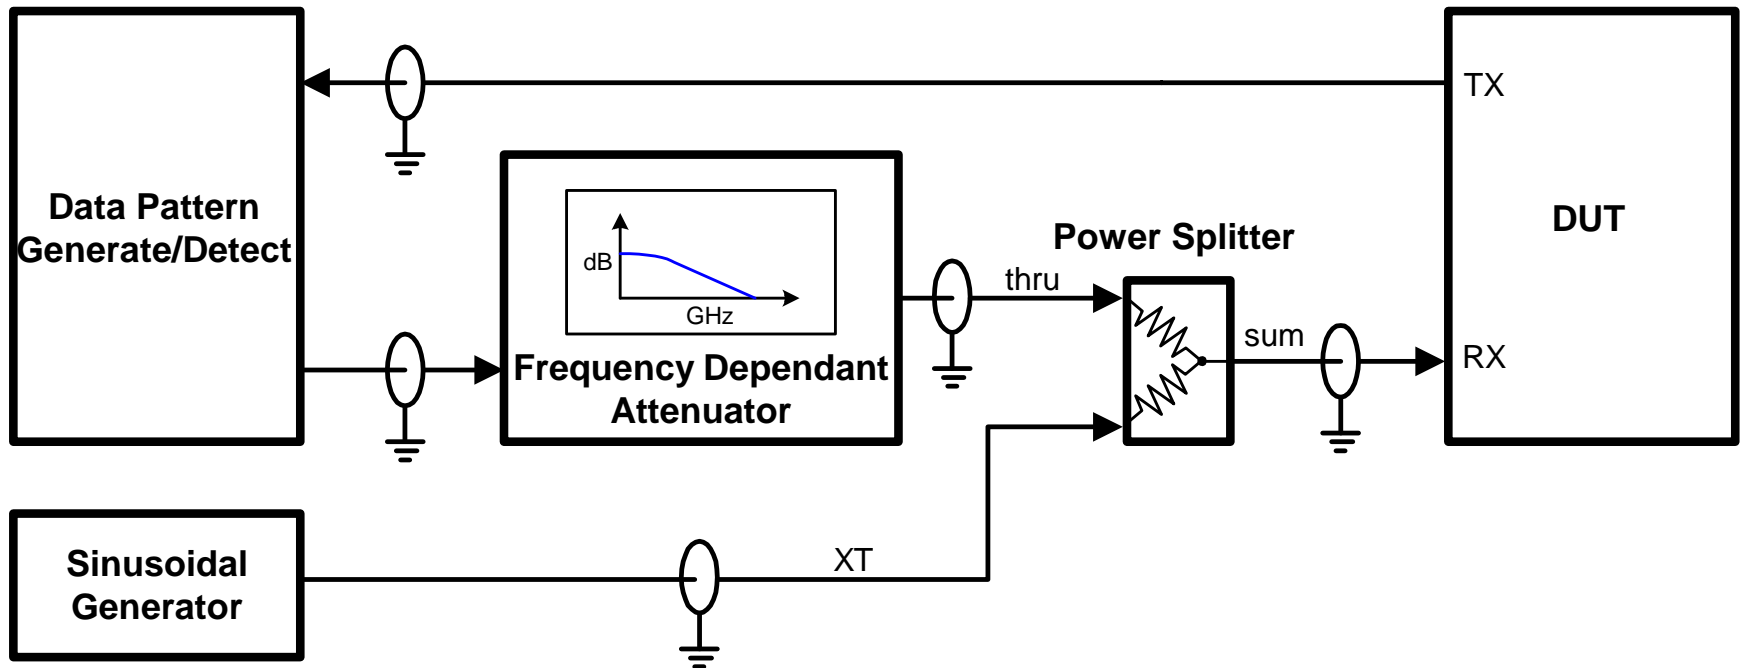 TX
Data Pattern
Generate/Detect
DUT
Power Splitter
dB
GHz
thru
sum
RX
Frequency Dependant
Attenuator
XT
Sinusoidal
Generator